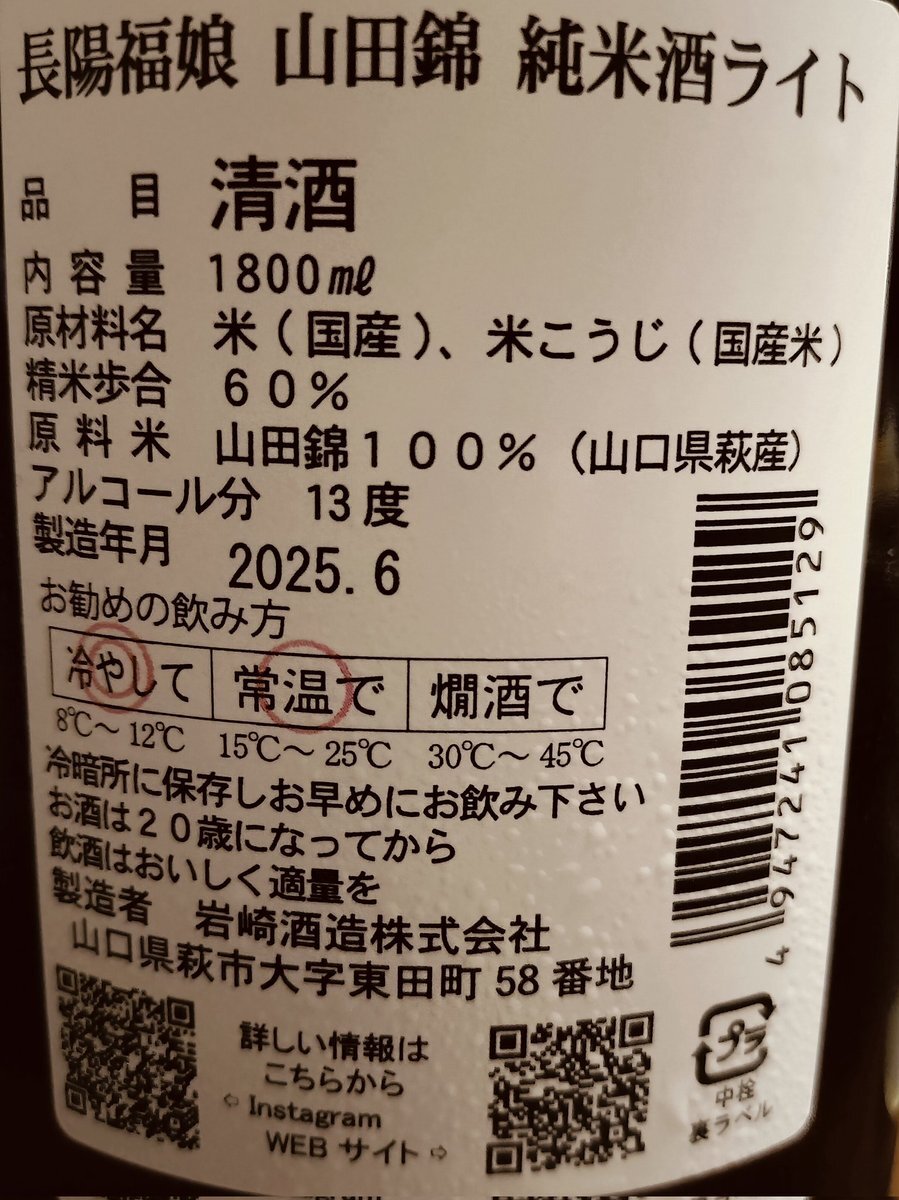 長陽福娘 山田錦 純米酒ライト
品目 清酒
内容量 1800ml
原材料名 米(国産)、米こうじ(国産米)
精米歩合 60%
原料米 山田錦100%(山口県萩産)
アルコール分 13度
製造年月 2025.6
お勧めの飲み方
冷やして 常温で 燗酒で
8℃~12℃ 15℃~25℃ 30℃~45℃
冷暗所に保存しお早めにお飲み下さい
お酒は20歳になってから
飲酒はおいしく適量を
製造者 岩崎酒造株式会社
山口県萩市大字東田町58番地
詳しい情報は
こちらから
⇦ Instagram
WEBサイト ⇨
4 947241 085129
プラ
中栓
裏ラベル